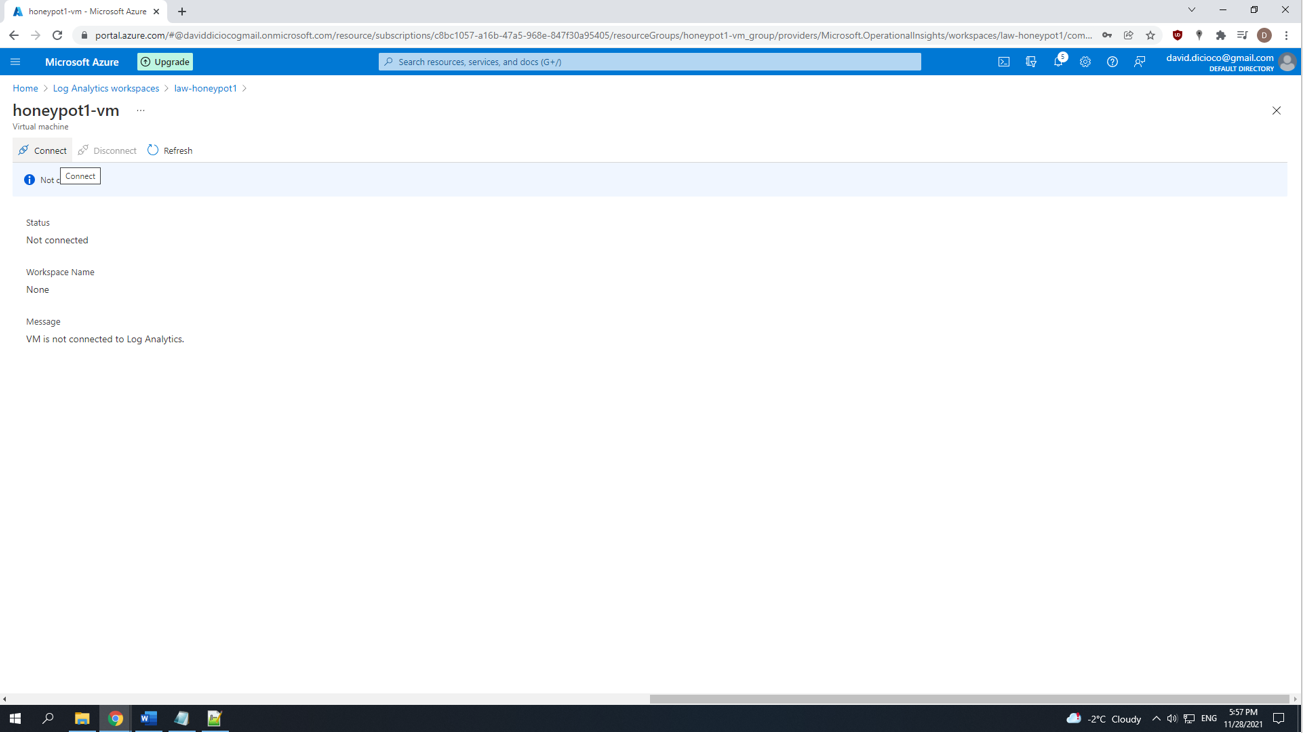 honeypot1-vm - Microsoft Azure
portal.azure.com/#@daviddiciocogmail.onmicrosoft.com/resource/subscriptions/c8bc1057-a16b-47a5-968e-847f30a95405/resourceGroups/honeypot1-vm_group/providers/Microsoft.OperationalInsights/workspaces/law-honeypot1/com...
D
Microsoft Azure
Upgrade
Search resources, services, and docs (G+/)
5
david.dicioco@gmail.com
DEFAULT DIRECTORY
Home > Log Analytics workspaces > law-honeypot1 >
honeypot1-vm ...
Virtual machine
Connect
Disconnect
Refresh
Not c
Connect
Status
Not connected
Workspace Name
None
Message
VM is not connected to Log Analytics.
-2°C Cloudy
ENG
5:57 PM
11/28/2021